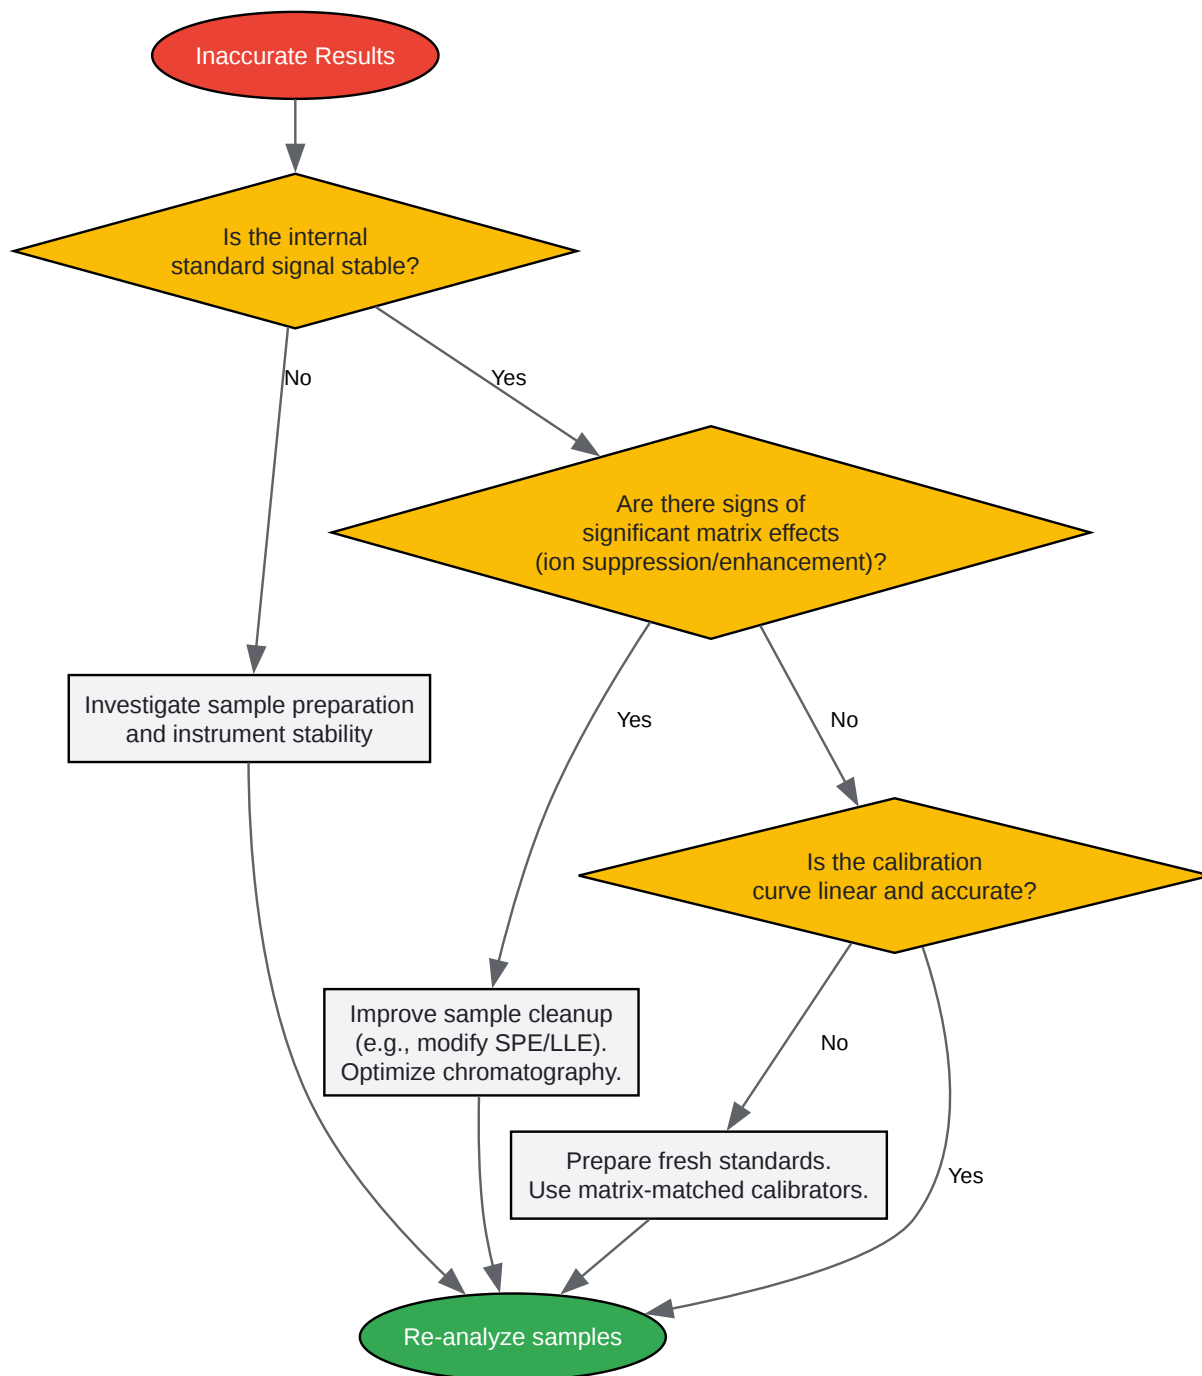 Inaccurate Results
Is the internal
standard signal stable?
No
Yes
Are there signs of
significant matrix effects
(ion suppression/enhancement)?
Investigate sample preparation
and instrument stability
Yes
No
Is the calibration
curve linear and accurate?
Improve sample cleanup
(e.g., modify SPE/LLE).
Optimize chromatography.
No
Prepare fresh standards.
Use matrix-matched calibrators.
Yes
Re-analyze samples